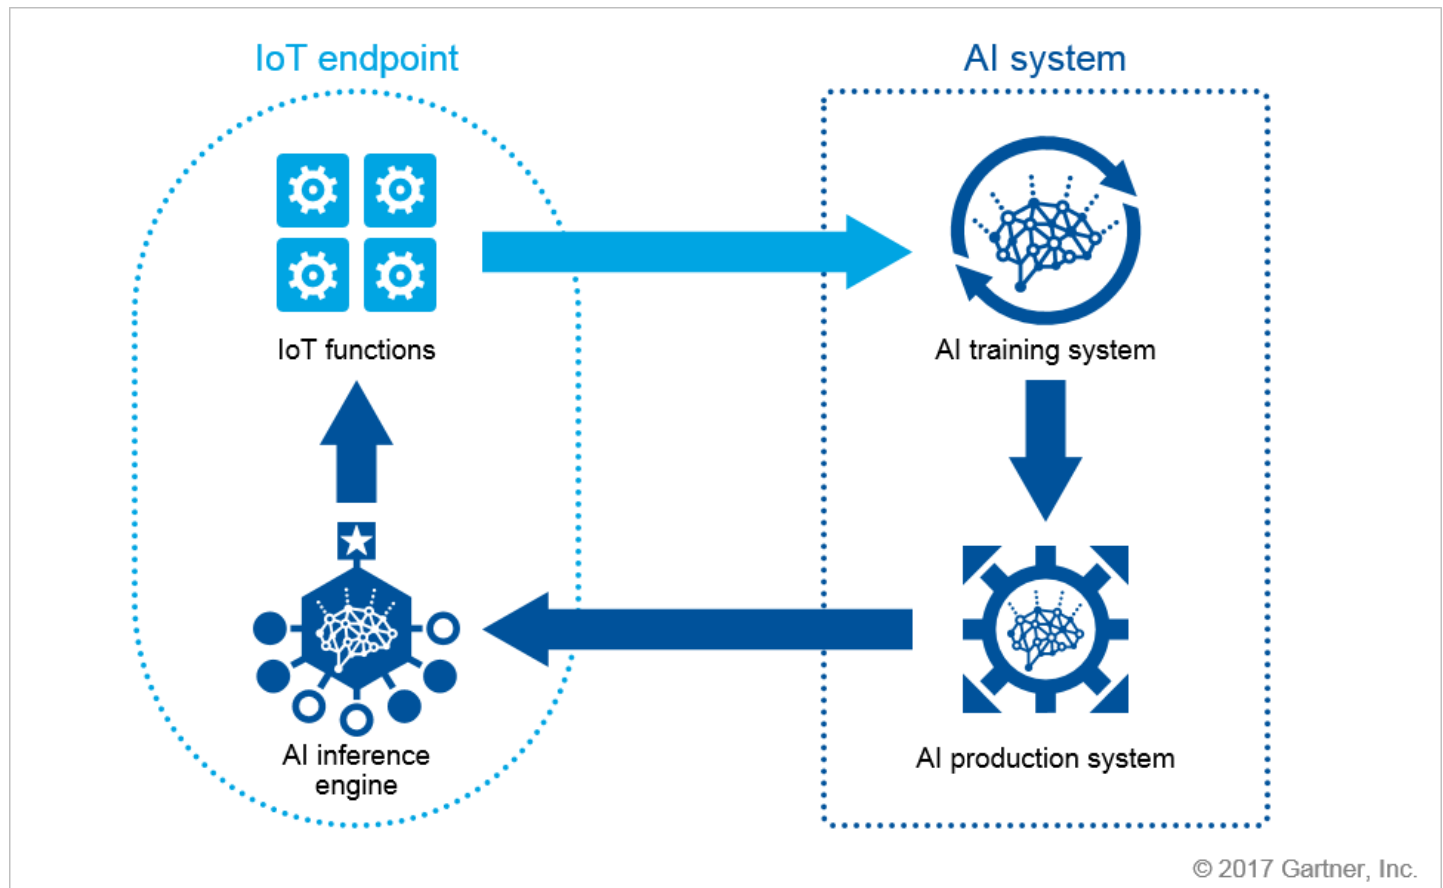 IoT endpoint
AI system
IoT functions
AI training system
AI inference
engine
AI production system
© 2017 Gartner, Inc.